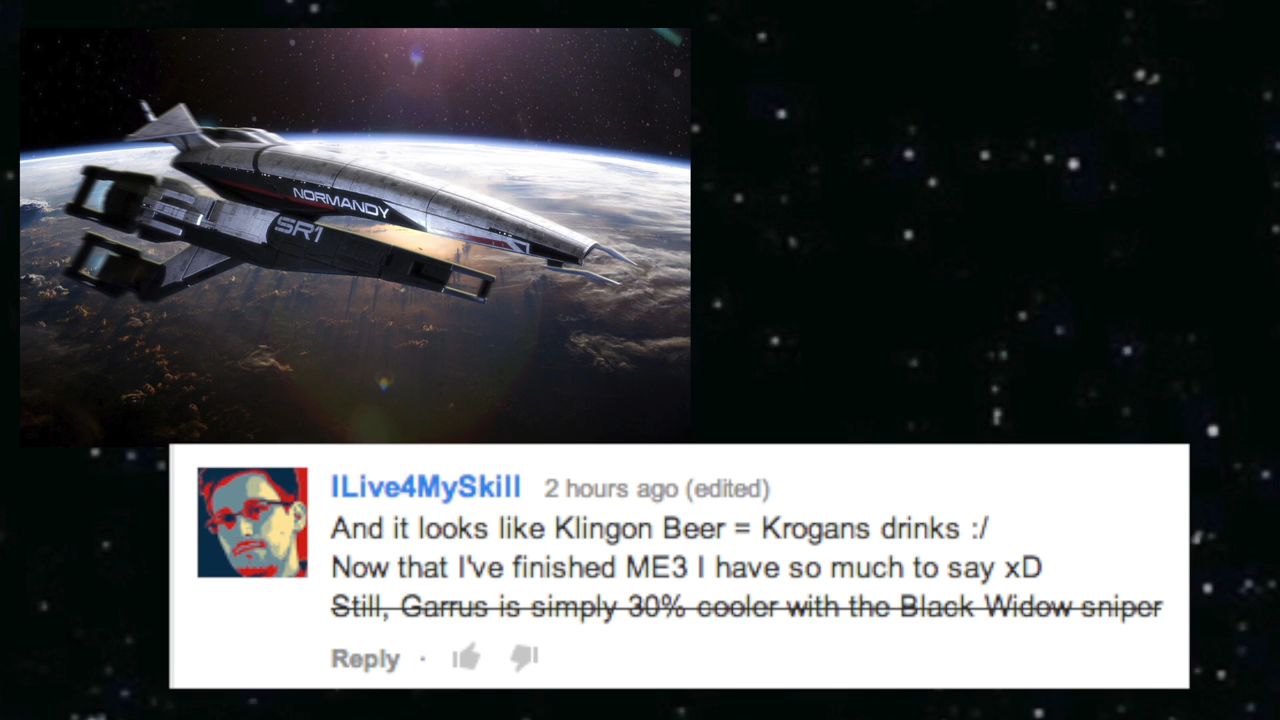 NORMANDY
SR1
ILive4MySkill 2 hours ago (edited)
And it looks like Klingon Beer = Krogans drinks :/
Now that I've finished ME3 I have so much to say xD
Still, Garrus is simply 30% cooler with the Black Widow sniper
Reply ·